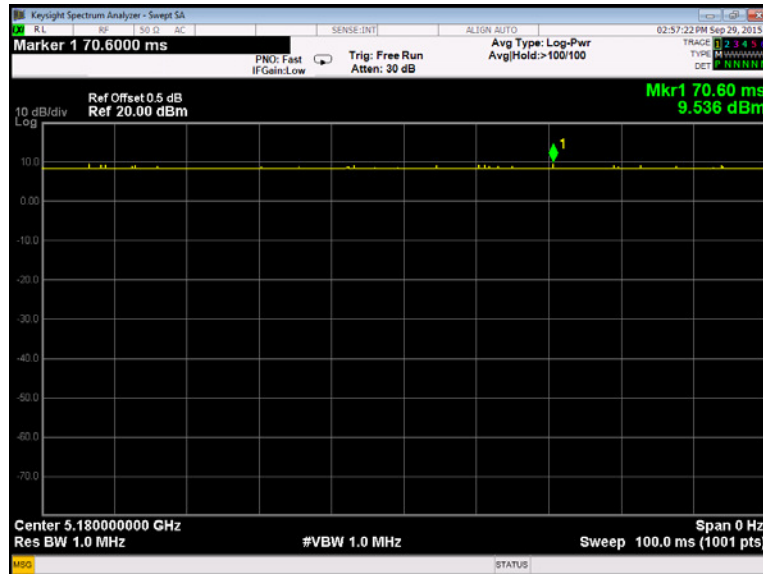 Keysight Spectrum Analyzer - Swept SA
RL RF 50 Ω AC SENSE:INT ALIGN AUTO 02:57:22 PM Sep 29, 2015
Marker 1 70.6000 ms
PNO: Fast
IFGain:Low
Trig: Free Run
Atten: 30 dB
Avg Type: Log-Pwr
Avg|Hold:>100/100
TRACE 1 2 3 4 5
TYPE M
DET P N N N N
Mkr1 70.60 ms
9.536 dBm
Ref Offset 0.5 dB
10 dB/div Ref 20.00 dBm
Log
1
10.0
0.00
-10.0
-20.0
-30.0
-40.0
-50.0
-60.0
-70.0
Center 5.180000000 GHz Span 0 Hz
Res BW 1.0 MHz #VBW 1.0 MHz Sweep 100.0 ms (1001 pts)
MSG STATUS